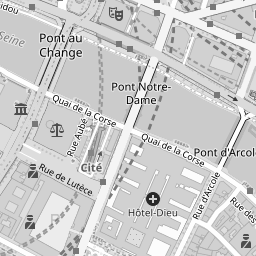 idou
Seine
Pont au
Change
Pont Notre-
Dame
Quai de la Corse
Quai de la Corse
Pont d'Arcol
Rue Aubé
Cité
Rue de Lutèce
Hôtel-Dieu
Rue d'Arcole
Rue des